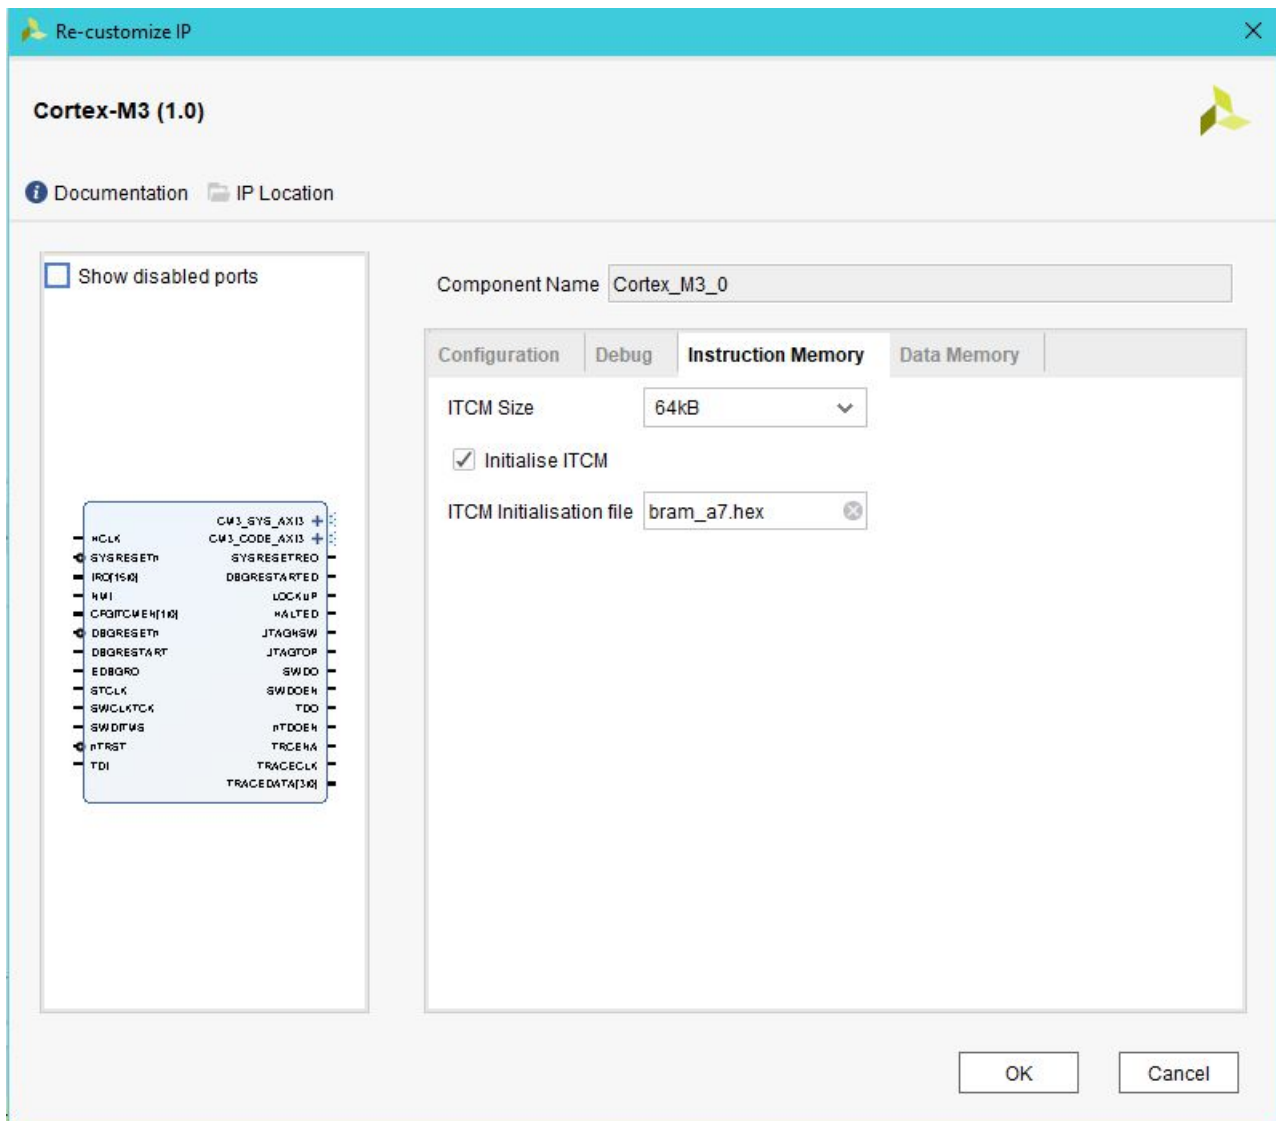 Re-customize IP
Cortex-M3 (1.0)
Documentation IP Location
Show disabled ports
Component Name Cortex_M3_0
Configuration Debug Instruction Memory Data Memory
ITCM Size 64kB
Initialise ITCM
ITCM Initialisation file bram_a7.hex
CM3_SYS_AXI3
HCLK CM3_CODE_AXI3
SYSRESETn SYSRESETREQ
IRQ[15:0] DBGRESTARTED
NMI LOCKUP
CFGITCMEN[1:0] HALTED
DBGRESETn JTAGNSW
DBGRESTART JTAGTOP
EDBGRQ SWDO
STCLK SWDOEN
SWCLKTCK TDO
SWDITMS nTDOEN
nTRST TRCENA
TDI TRACECLK
TRACEDATA[3:0]
OK Cancel